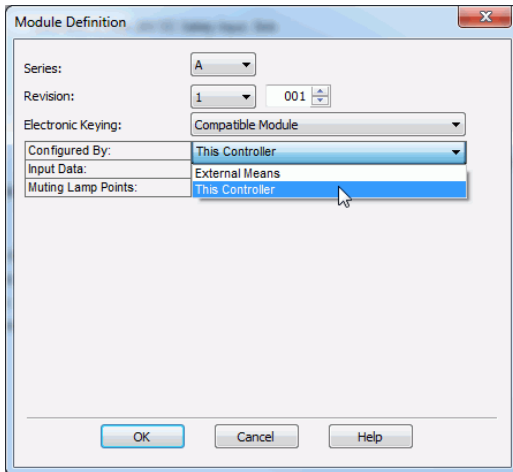 Module Definition
Series: A
Revision: 1 001
Electronic Keying: Compatible Module
Configured By: This Controller
Input Data: External Means
Muting Lamp Points: This Controller
OK Cancel Help